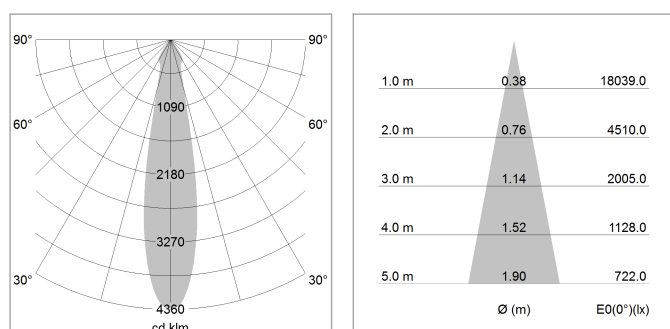 90° 90°
1090
60° 60°
2180
3270
30° 30°
4360
cd klm
1.0 m 0.38 18039.0
2.0 m 0.76 4510.0
3.0 m 1.14 2005.0
4.0 m 1.52 1128.0
5.0 m 1.90 722.0
Ø (m) E0(0°)(lx)